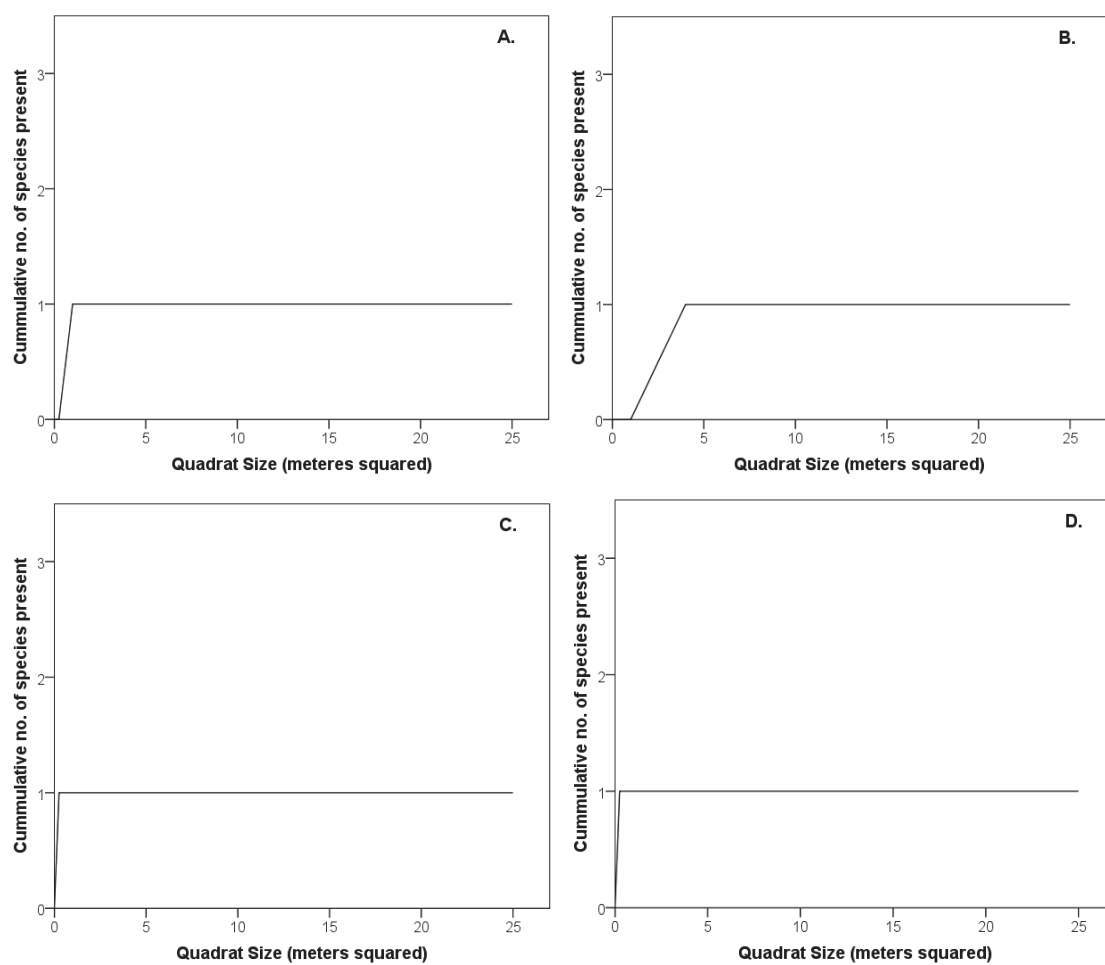 A.
Cummulative no. of species present
3
2
1
0
0 5 10 15 20 25
Quadrat Size (meteres squared)
B.
Cummulative no. of species present
3
2
1
0
0 5 10 15 20 25
Quadrat Size (meters squared)
C.
Cummulative no. of species present
3
2
1
0
0 5 10 15 20 25
Quadrat Size (meters squared)
D.
Cummulative no. of species present
3
2
1
0
0 5 10 15 20 25
Quadrat Size (meters squared)